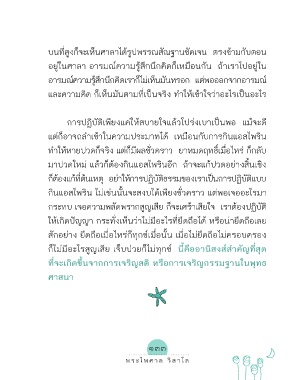 บนที่สูงก็จะเห็นศาลาได้รูปพรรณสัณฐานชัดเจน ตรงข้ามกับตอน
อยู่ในศาลา อารมณ์ความรู้สึกนึกคิดก็เหมือนกัน ถ้าเราไปอยู่ใน
อารมณ์ความรู้สึกนึกคิดเราก็ไม่เห็นมันหรอก แต่พอออกจากอารมณ์
และความคิด ก็เห็นมันตามที่เป็นจริง ทำให้เข้าใจว่าอะไรเป็นอะไร
การปฏิบัติเพียงแค่ให้สบายใจแล้วโปร่งเบาเป็นพอ แม้จะดี
แต่ก็อาจถลำเข้าในความประมาทได้ เหมือนกับการกินแอสไพริน
ทำให้หายปวดก็จริง แต่ก็มีผลชั่วคราว ยาหมดฤทธิ์เมื่อไหร่ ก็กลับ
มาปวดใหม่ แล้วก็ต้องกินแอสไพรินอีก ถ้าจะแก้ปวดอย่างสิ้นเชิง
ก็ต้องแก้ที่ต้นเหตุ อย่าให้การปฏิบัติธรรมของเราเป็นการปฏิบัติแบบ
กินแอสไพริน ไม่เช่นนั้นจะสงบได้เพียงชั่วคราว แต่พอเจออะไรมา
กระทบ เจอความพลัดพรากสูญเสีย ก็จะเศร้าเสียใจ เราต้องปฏิบัติ
ให้เกิดปัญญา กระทั่งเห็นว่าไม่มีอะไรที่ยึดถือได้ หรือน่ายึดถือเลย
สักอย่าง ยึดถือเมื่อไหร่ก็ทุกข์เมื่อนั้น เมื่อไม่ยึดถือไม่ครอบครอง
ก็ไม่มีอะไรสูญเสีย เจ็บป่วยก็ไม่ทุกข์ นี้คืออานิสงส์สำคัญที่สุด
ที่จะเกิดขึ้นจากการเจริญสติ หรือการเจริญกรรมฐานในพุทธ
ศาสนา
๑๓๓
พระไพศาล วิสาโล